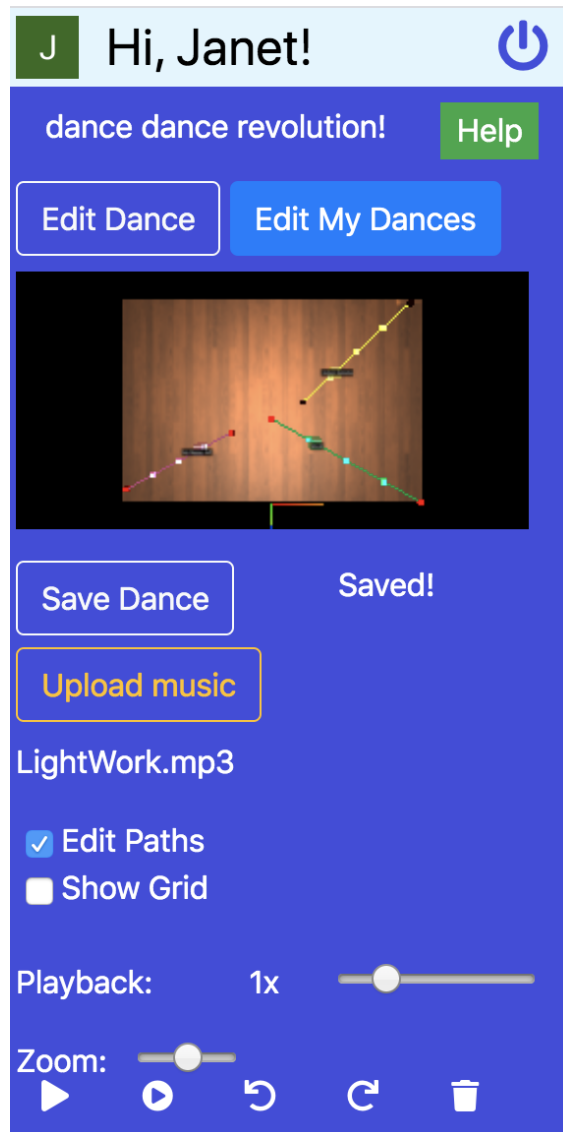 J Hi, Janet!
dance dance revolution! Help
Edit Dance Edit My Dances
Save Dance Saved!
Upload music
LightWork.mp3
Edit Paths
Show Grid
Playback: 1x
Zoom: